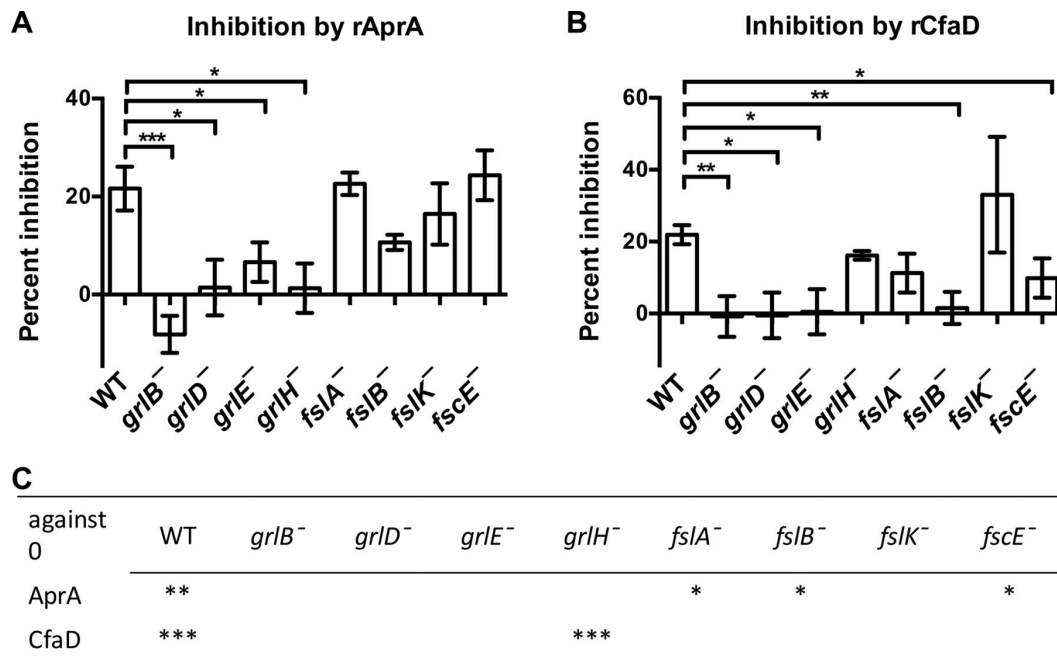 A
Inhibition by rAprA
*
*
*
***
40
20
0
Percent inhibition
WT
grlB⁻
grlD⁻
grlE⁻
grlH⁻
fslA⁻
fslB⁻
fslK⁻
fscE⁻
B
Inhibition by rCfaD
*
**
*
*
**
60
40
20
0
Percent inhibition
WT
grlB⁻
grlD⁻
grlE⁻
grlH⁻
fslA⁻
fslB⁻
fslK⁻
fscE⁻
C
against 0 WT grlB⁻ grlD⁻ grlE⁻ grlH⁻ fslA⁻ fslB⁻ fslK⁻ fscE⁻
AprA ** * * *
CfaD *** ***